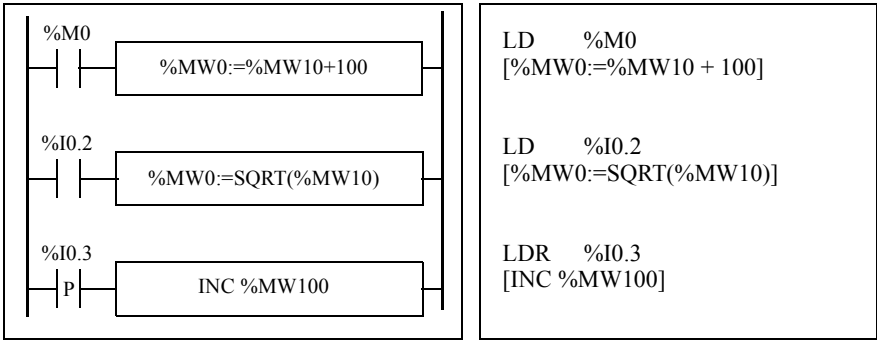 %M0
%MW0:=%MW10+100
%I0.2
%MW0:=SQRT(%MW10)
%I0.3
P
INC %MW100
LD %M0
[%MW0:=%MW10 + 100]
LD %I0.2
[%MW0:=SQRT(%MW10)]
LDR %I0.3
[INC %MW100]